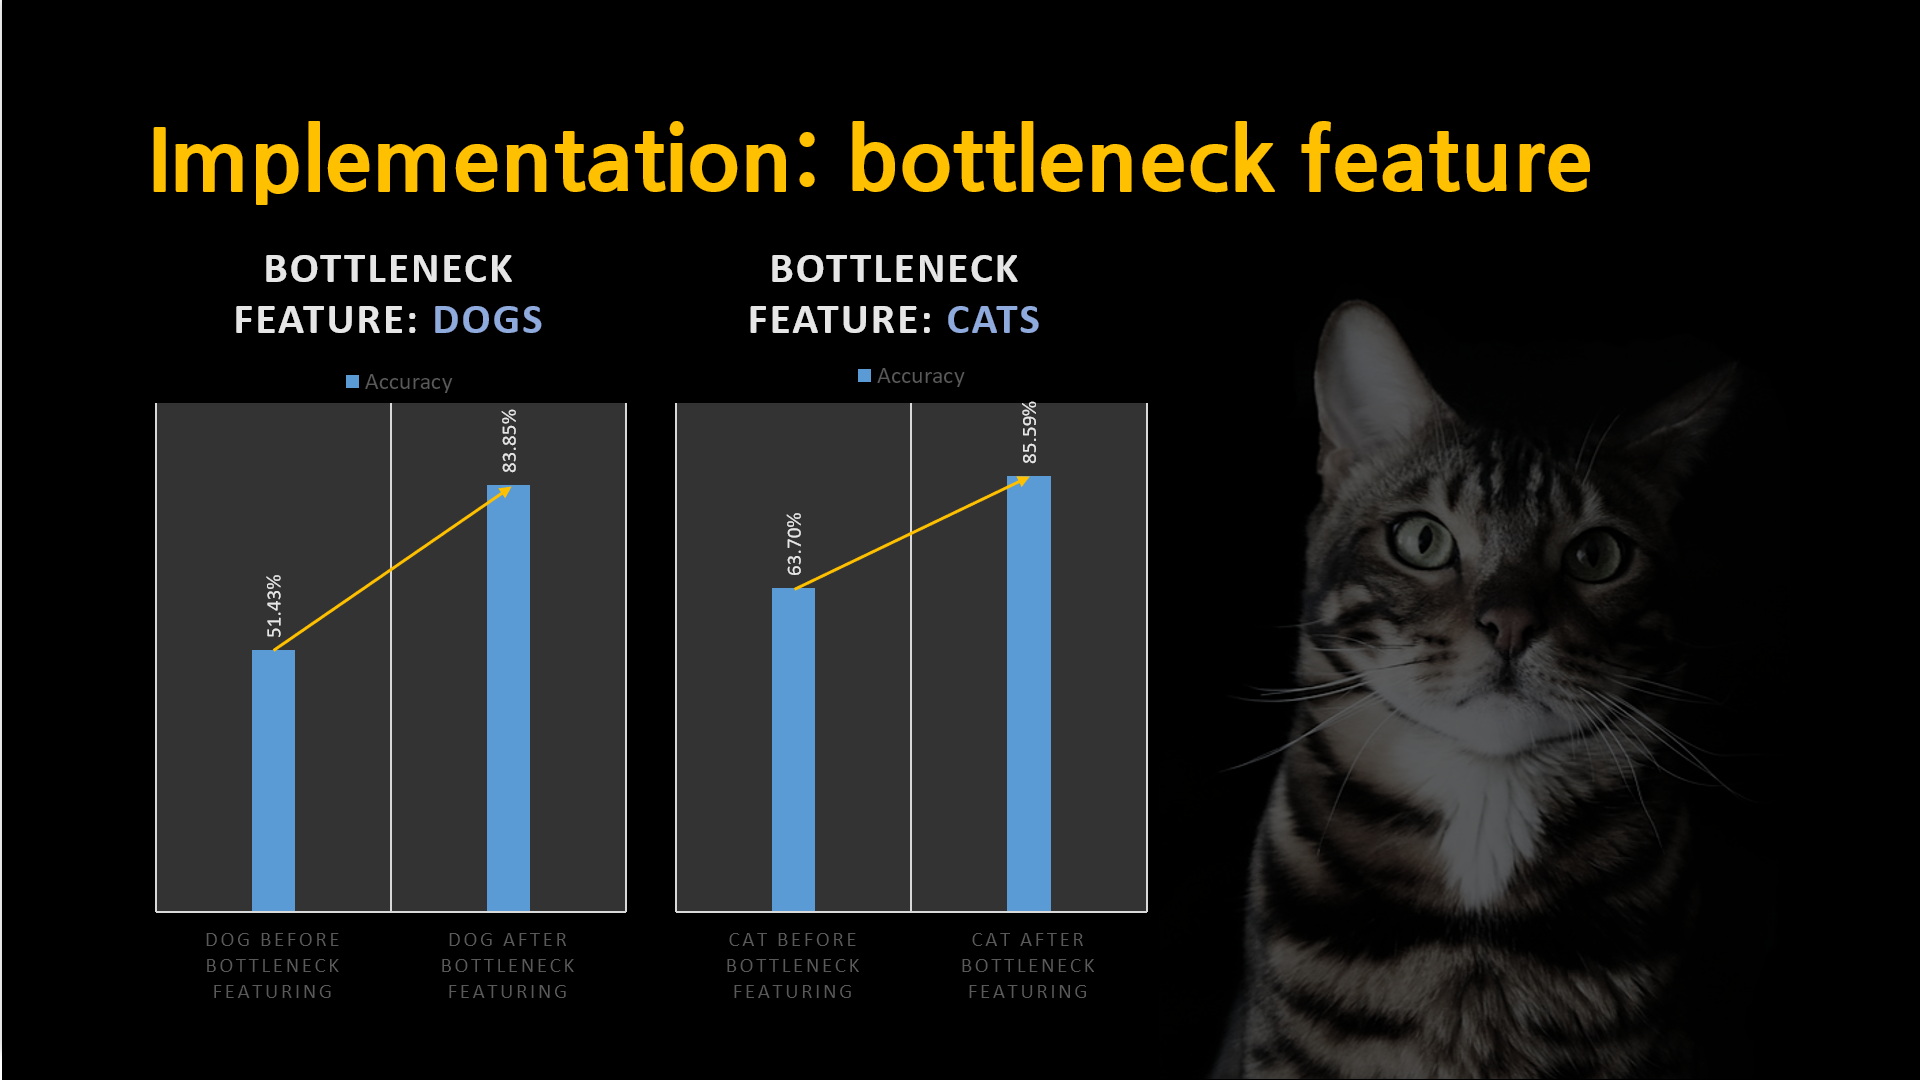 Implementation: bottleneck feature
BOTTLENECK
FEATURE: DOGS
Accuracy
51.43%
83.85%
DOG BEFORE
BOTTLENECK
FEATURING
DOG AFTER
BOTTLENECK
FEATURING
BOTTLENECK
FEATURE: CATS
Accuracy
63.70%
85.59%
CAT BEFORE
BOTTLENECK
FEATURING
CAT AFTER
BOTTLENECK
FEATURING